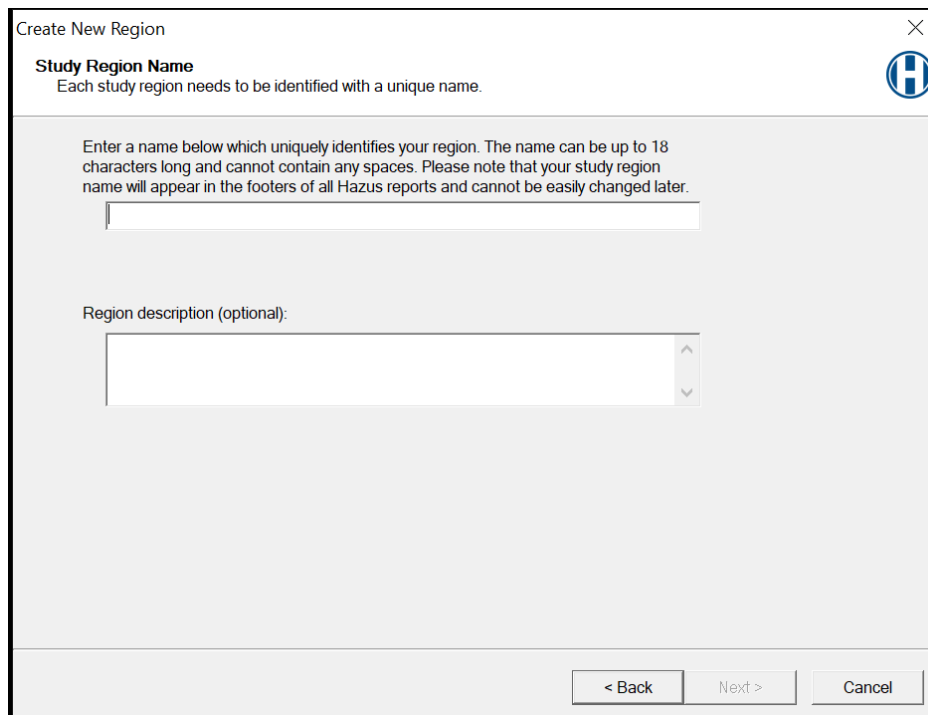 Create New Region
Study Region Name
Each study region needs to be identified with a unique name.
Enter a name below which uniquely identifies your region. The name can be up to 18
characters long and cannot contain any spaces. Please note that your study region
name will appear in the footers of all Hazus reports and cannot be easily changed later.
Region description (optional):
< Back
Next >
Cancel